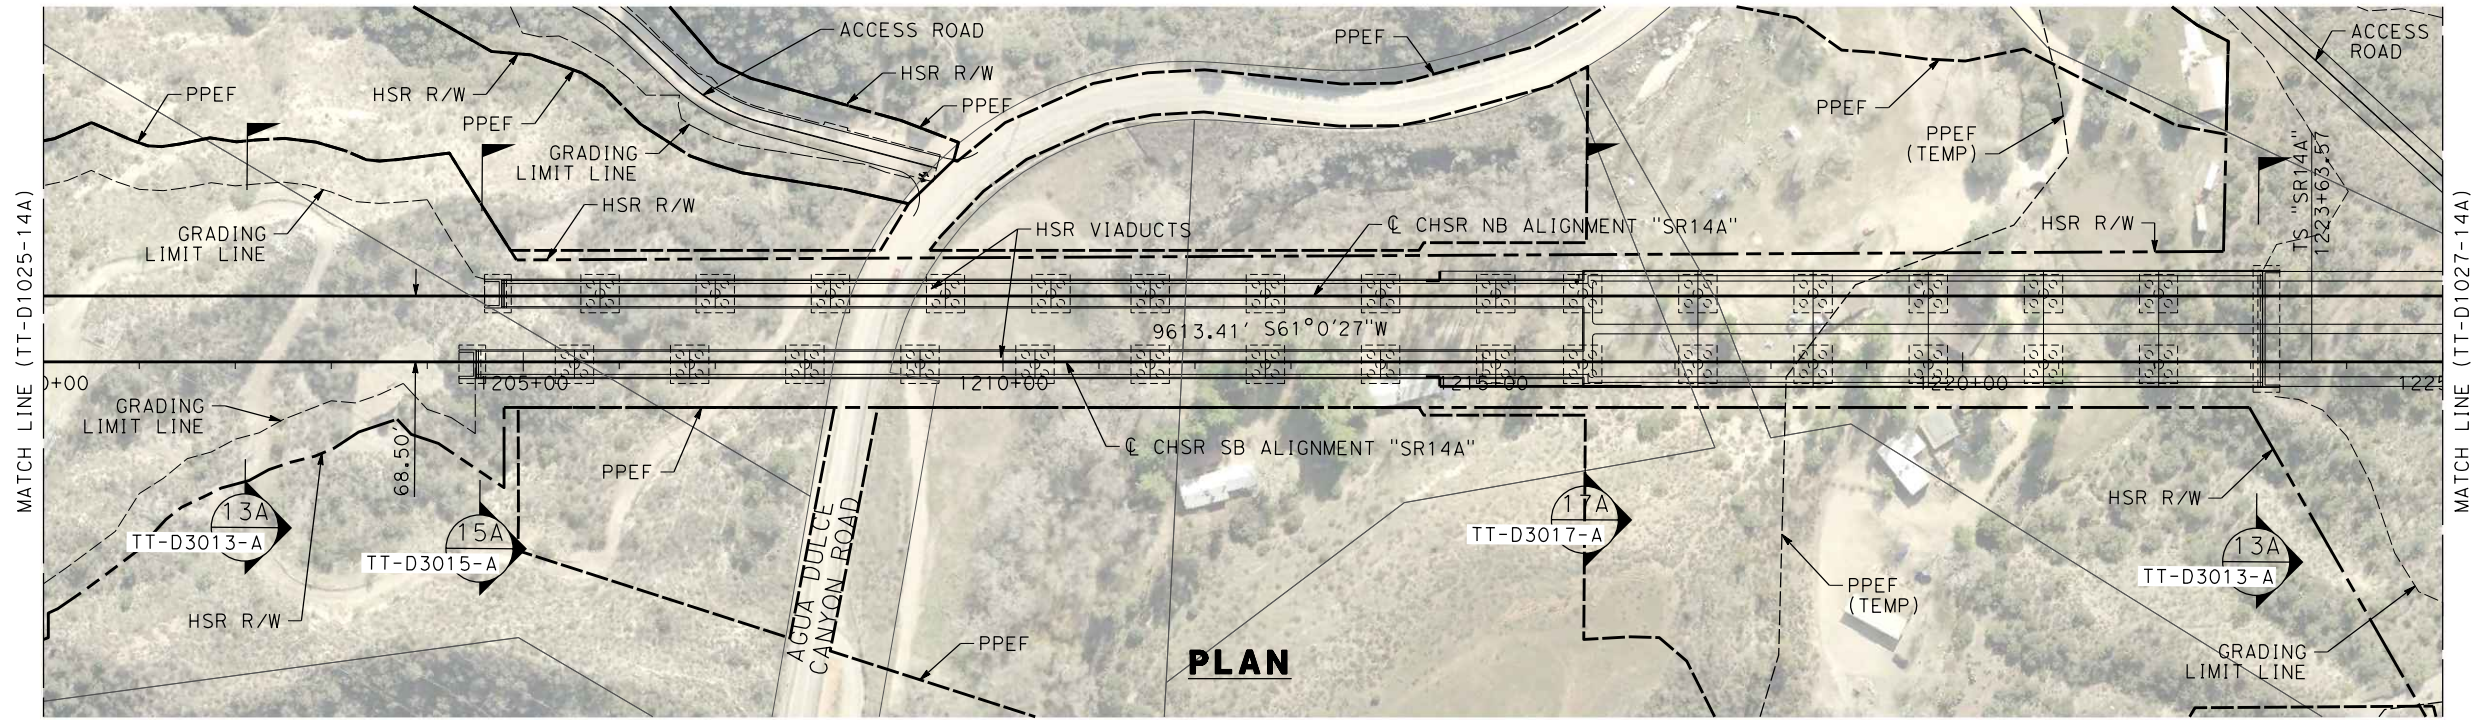 ACCESS ROAD
PPEF
ACCESS
ROAD
HSR R/W
HSR R/W
PPEF
PPEF
PPEF
PPEF
PPEF
PPEF
(TEMP)
GRADING
LIMIT LINE
HSR R/W
GRADING
LIMIT LINE
HSR VIADUCTS
℄ CHSR NB ALIGNMENT "SR14A"
HSR R/W
TS "SR14A"
1223+63.57
MATCH LINE (TT-D1025-14A)
MATCH LINE (TT-D1027-14A)
9613.41' S61°0'27"W
0+00
1205+00
1210+00
1215+00
1220+00
1225
GRADING
LIMIT LINE
68.50'
PPEF
℄ CHSR SB ALIGNMENT "SR14A"
HSR R/W
13A
TT-D3013-A
15A
TT-D3015-A
17A
TT-D3017-A
13A
TT-D3013-A
AGUA DULCE
CANYON ROAD
HSR R/W
PPEF
(TEMP)
PPEF
PLAN
GRADING
LIMIT LINE